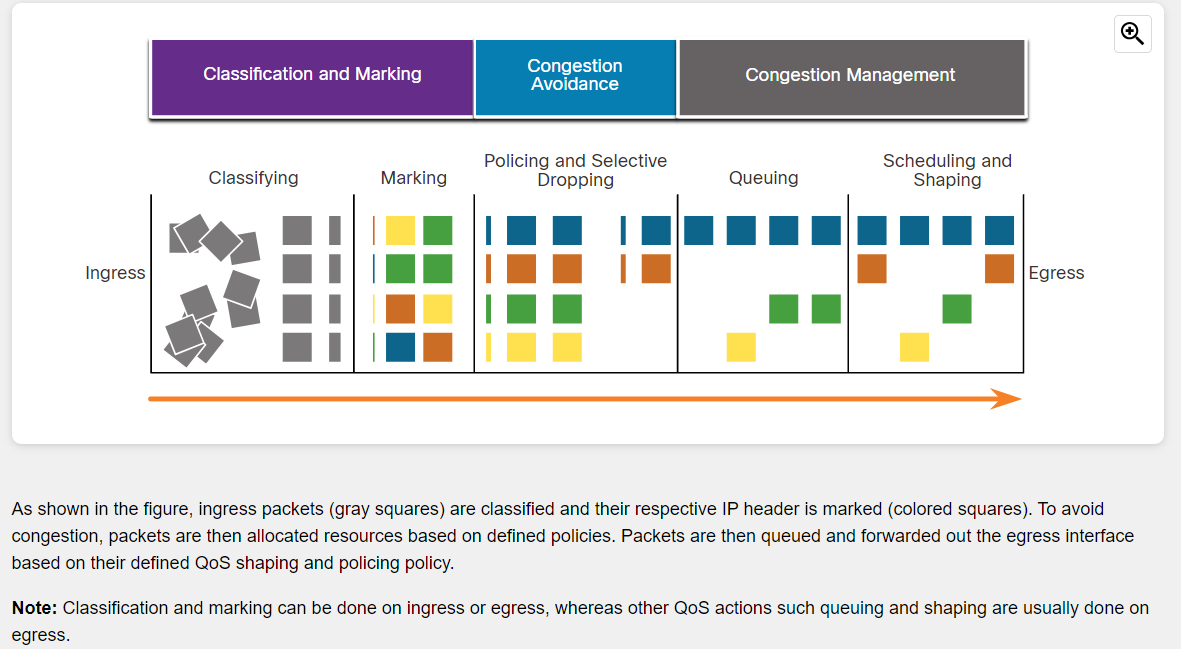 Classification and Marking
Congestion
Avoidance
Congestion Management
Classifying
Marking
Policing and Selective
Dropping
Queuing
Scheduling and
Shaping
Ingress
Egress
As shown in the figure, ingress packets (gray squares) are classified and their respective IP header is marked (colored squares). To avoid
congestion, packets are then allocated resources based on defined policies. Packets are then queued and forwarded out the egress interface
based on their defined QoS shaping and policing policy.
Note: Classification and marking can be done on ingress or egress, whereas other QoS actions such queuing and shaping are usually done on
egress.